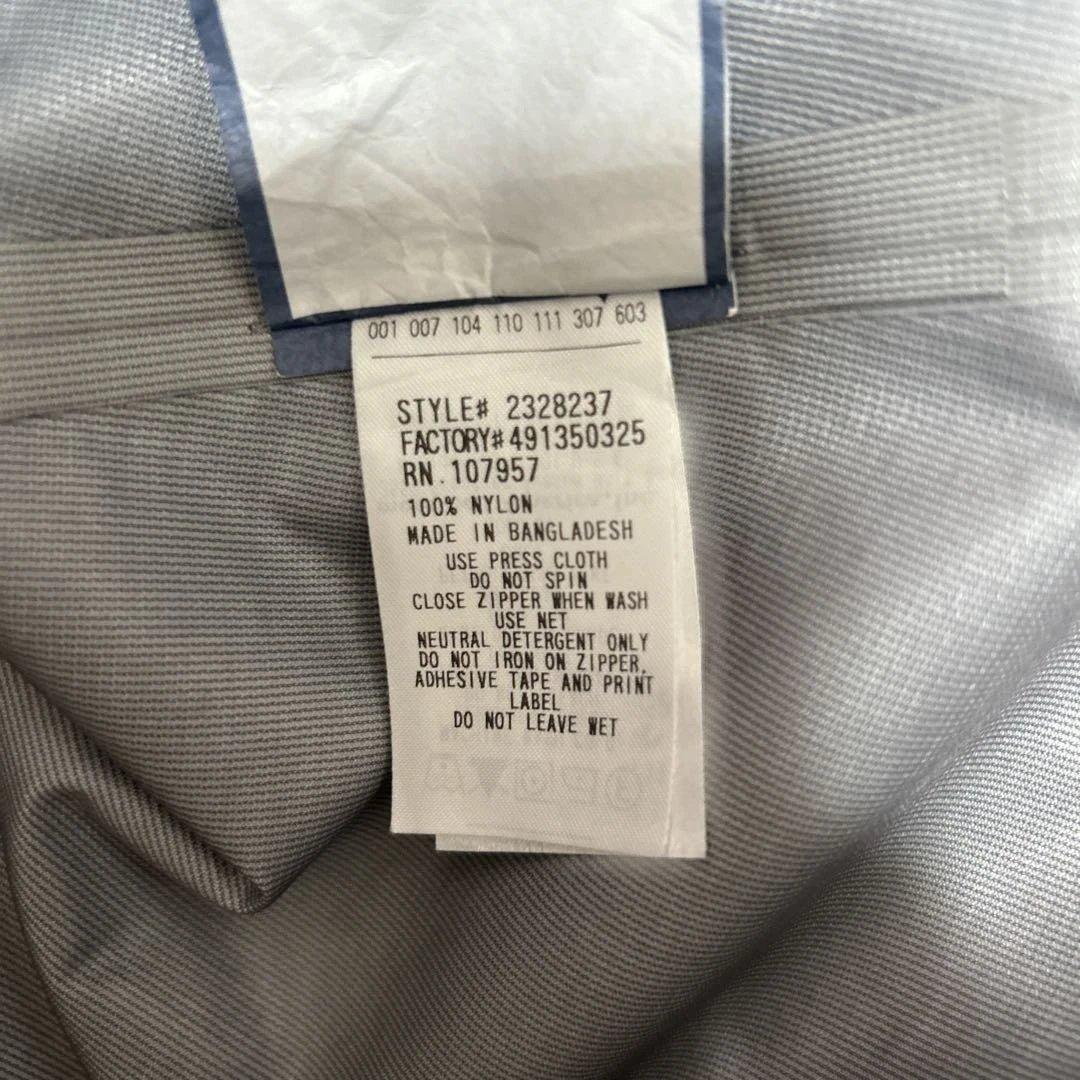 001 007 104 110 111 307 603
STYLE# 2328237
FACTORY# 491350325
RN. 107957
100% NYLON
MADE IN BANGLADESH
USE PRESS CLOTH
DO NOT SPIN
CLOSE ZIPPER WHEN WASH
USE NET
NEUTRAL DETERGENT ONLY
DO NOT IRON ON ZIPPER,
ADHESIVE TAPE AND PRINT
LABEL
DO NOT LEAVE WET